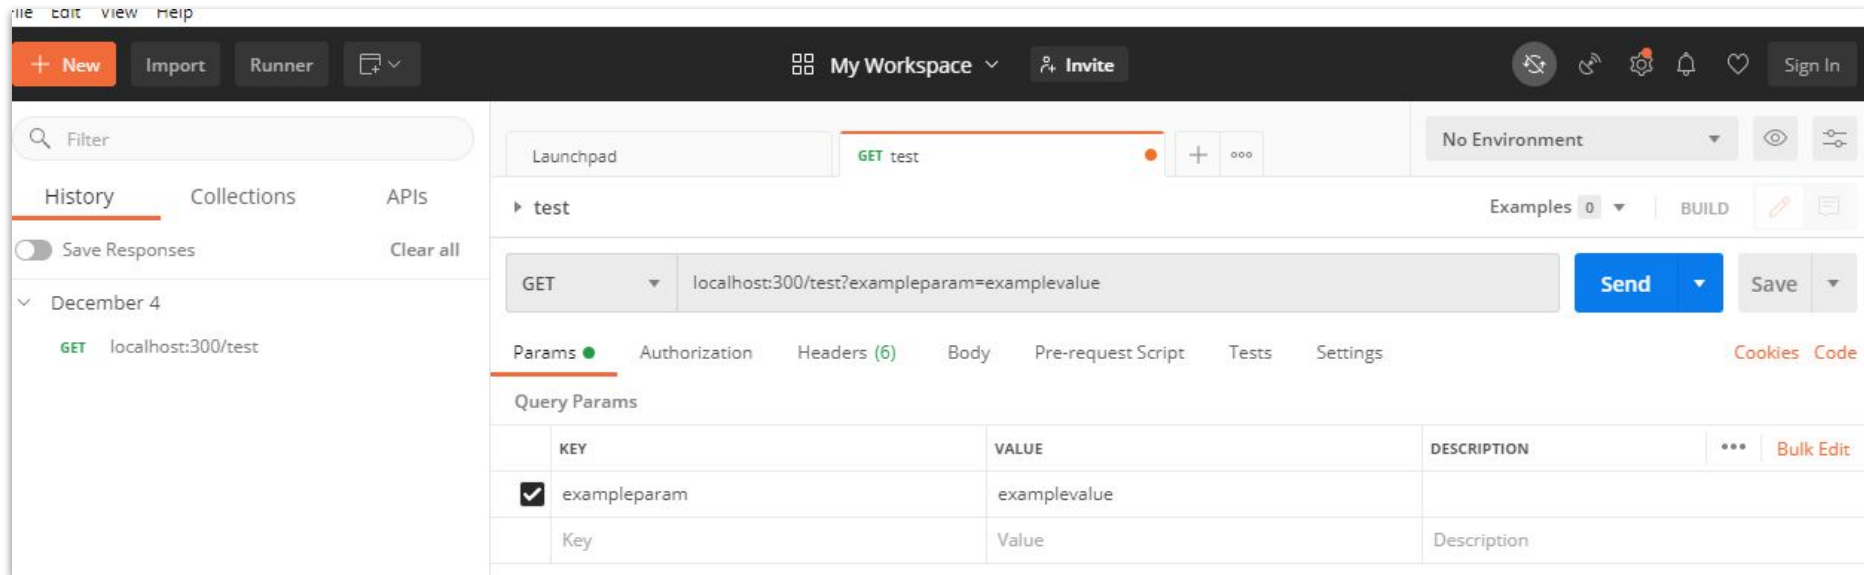 File Edit View Help
New Import Runner My Workspace Invite Sign In
Filter
History Collections APIs
Save Responses Clear all
December 4
GET localhost:300/test
Launchpad GET test No Environment
test Examples 0 BUILD
GET localhost:300/test?exampleparam=examplevalue Send Save
Params Authorization Headers (6) Body Pre-request Script Tests Settings Cookies Code
Query Params
KEY VALUE DESCRIPTION Bulk Edit
exampleparam examplevalue
Key Value Description